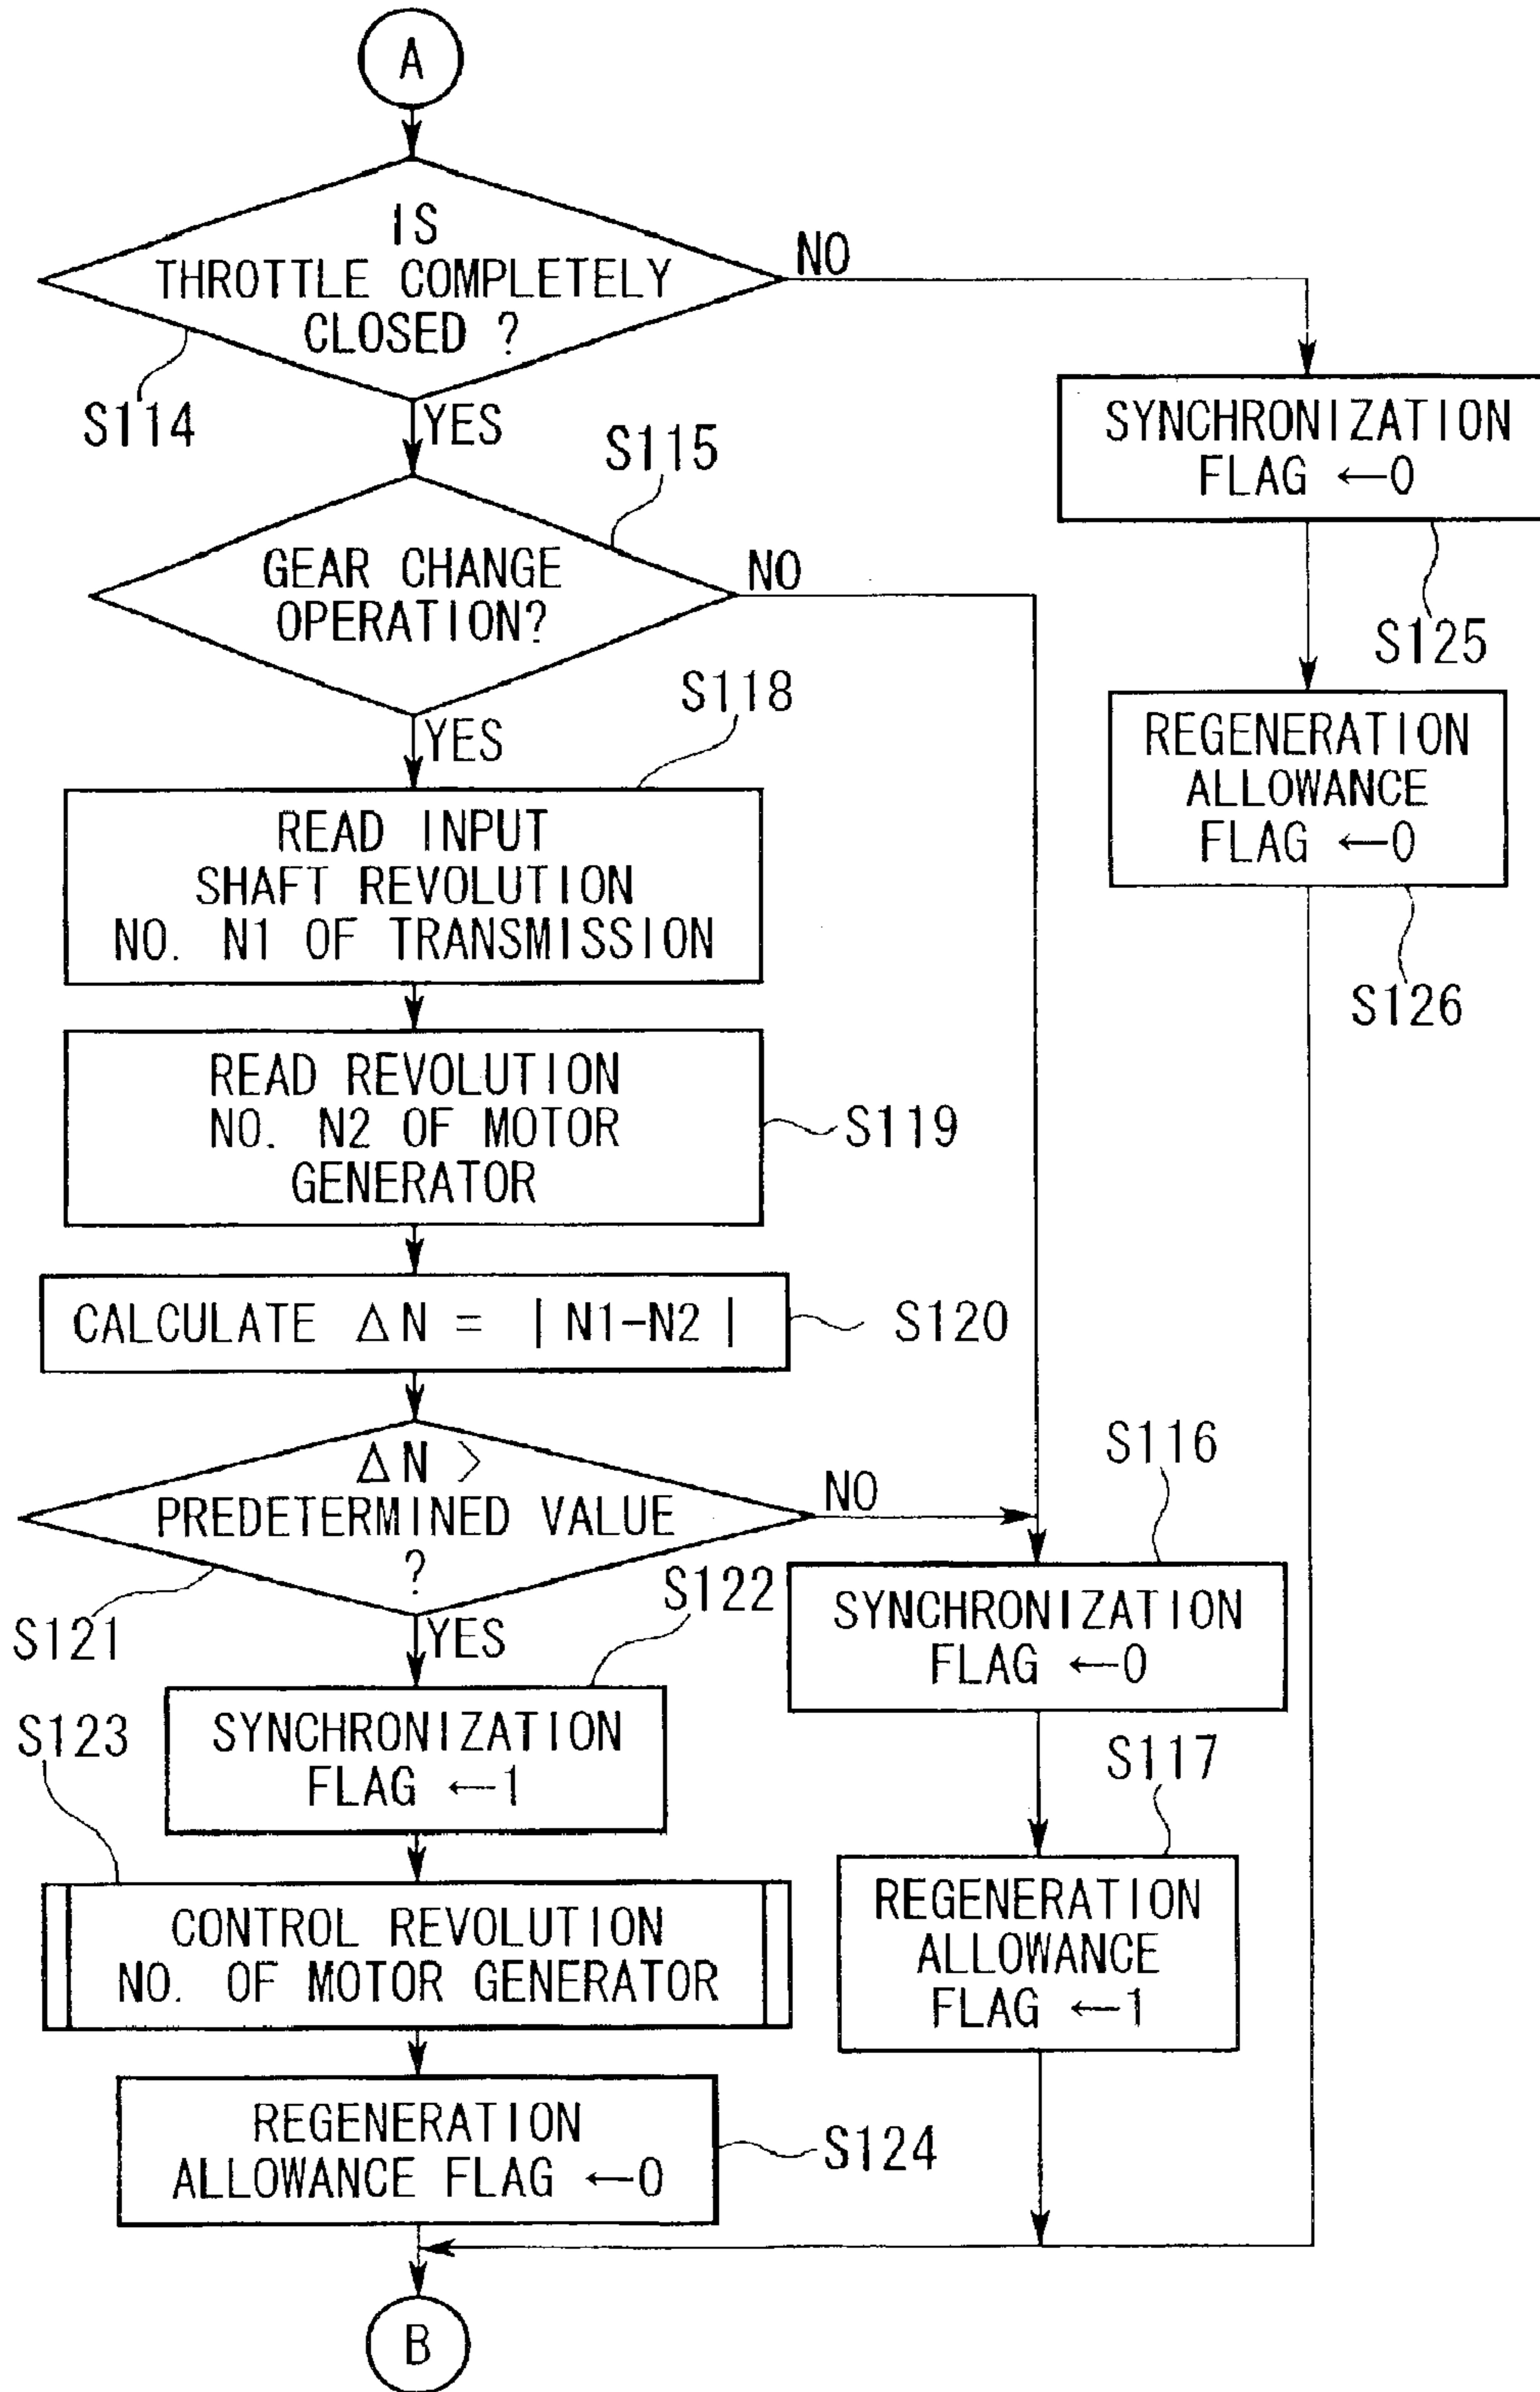 A
IS
THROTTLE COMPLETELY
CLOSED ?
NO
S114
YES
S115
SYNCHRONIZATION
FLAG ←0
S125
GEAR CHANGE
OPERATION?
NO
YES
S118
REGENERATION
ALLOWANCE
FLAG ←0
S126
READ INPUT
SHAFT REVOLUTION
NO. N1 OF TRANSMISSION
READ REVOLUTION
NO. N2 OF MOTOR
GENERATOR
S119
CALCULATE ΔN = |N1-N2|
S120
ΔN >
PREDETERMINED VALUE
?
NO
S121
YES
S116
SYNCHRONIZATION
FLAG ←0
S122
SYNCHRONIZATION
FLAG ←1
S117
REGENERATION
ALLOWANCE
FLAG ←1
S123
CONTROL REVOLUTION
NO. OF MOTOR GENERATOR
REGENERATION
ALLOWANCE FLAG ←0
S124
B